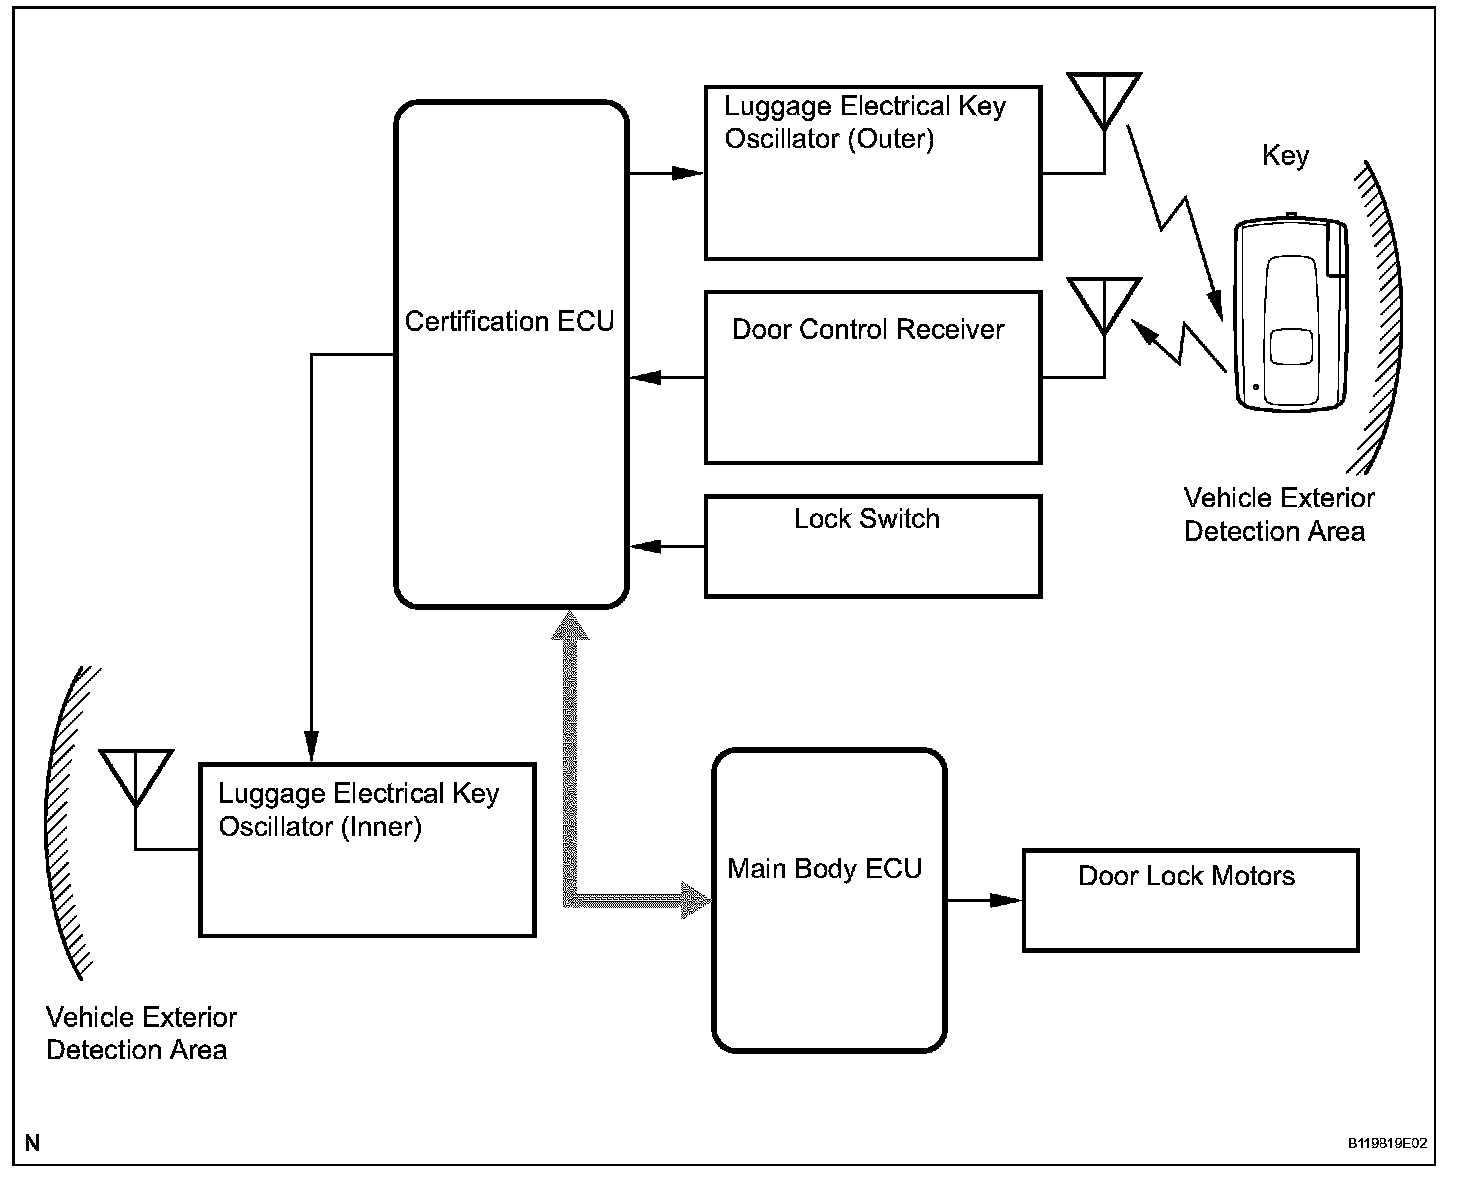 Luggage Electrical Key
Oscillator (Outer)
Key
Certification ECU
Door Control Receiver
Lock Switch
Vehicle Exterior
Detection Area
Luggage Electrical Key
Oscillator (Inner)
Main Body ECU
Door Lock Motors
Vehicle Exterior
Detection Area
N
B119819E02